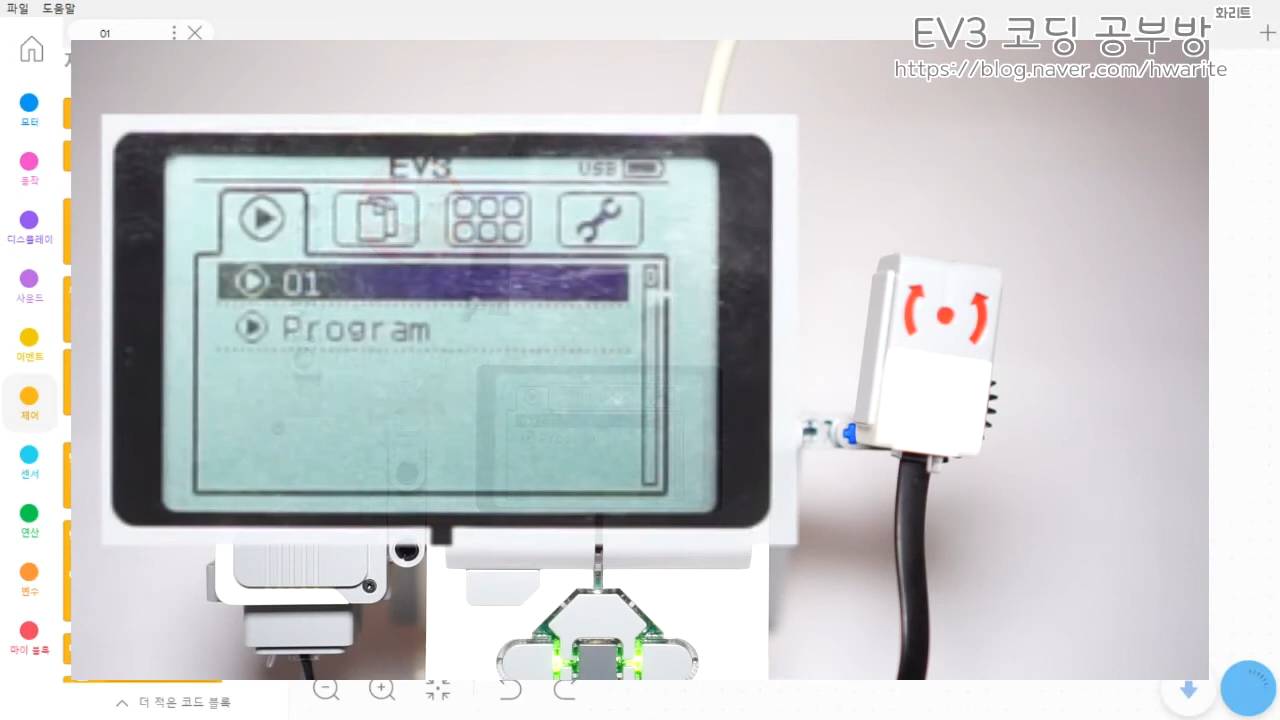 파일 도움말
01
화리트
EV3 코딩 공부방
https://blog.naver.com/hwarite
모터
동작
디스플레이
사운드
이벤트
제어
센서
연산
변수
마이 블록
EV3
USB
01
Program
더 적은 코드 블록